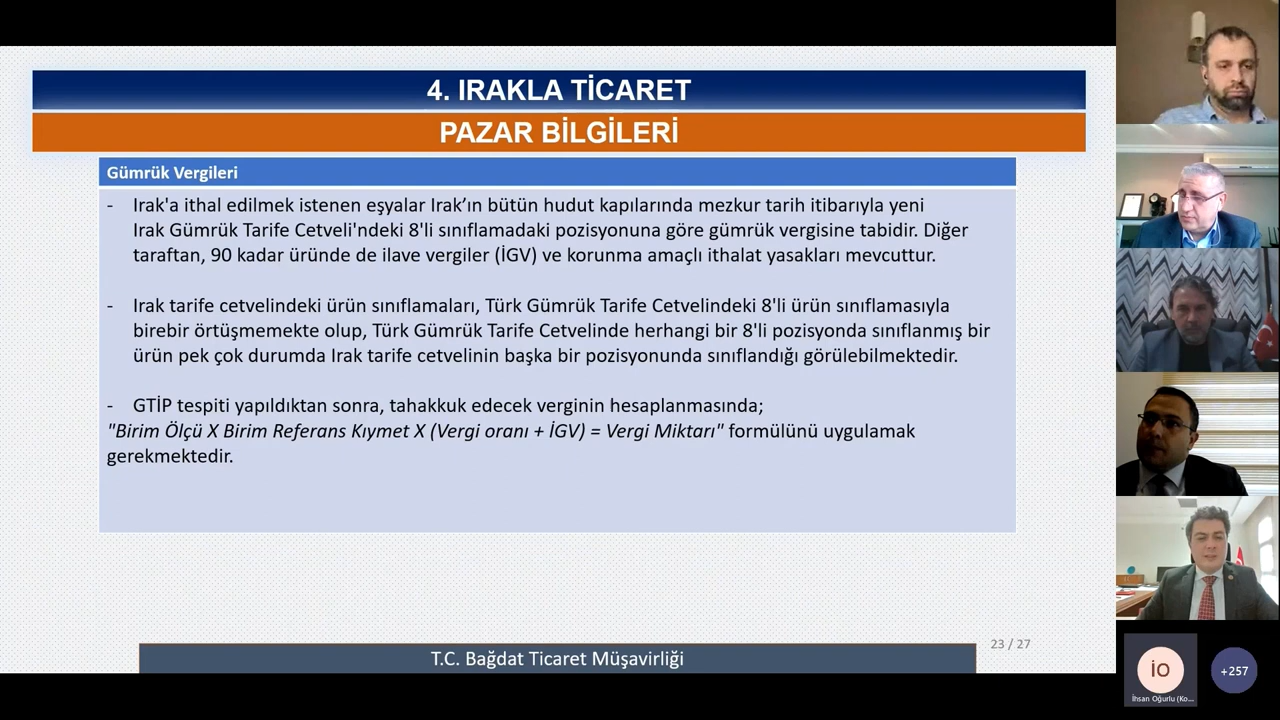 4. IRAKLA TİCARET
PAZAR BİLGİLERİ
Gümrük Vergileri
- Irak'a ithal edilmek istenen eşyalar Irak’ın bütün hudut kapılarında mezkur tarih itibarıyla yeni
Irak Gümrük Tarife Cetveli'ndeki 8'li sınıflamadaki pozisyonuna göre gümrük vergisine tabidir. Diğer
taraftan, 90 kadar üründe de ilave vergiler (İGV) ve korunma amaçlı ithalat yasakları mevcuttur.
- Irak tarife cetvelindeki ürün sınıflamaları, Türk Gümrük Tarife Cetvelindeki 8'li ürün sınıflamasıyla
birebir örtüşmemekte olup, Türk Gümrük Tarife Cetvelinde herhangi bir 8'li pozisyonda sınıflanmış bir
ürün pek çok durumda Irak tarife cetvelinin başka bir pozisyonunda sınıflandığı görülebilmektedir.
- GTİP tespiti yapıldıktan sonra, tahakkuk edecek verginin hesaplanmasında;
"Birim Ölçü X Birim Referans Kıymet X (Vergi oranı + İGV) = Vergi Miktarı" formülünü uygulamak
gerekmektedir.
23 / 27
T.C. Bağdat Ticaret Müşavirliği
İO
+257
İhsan Oğurlu (Ko...